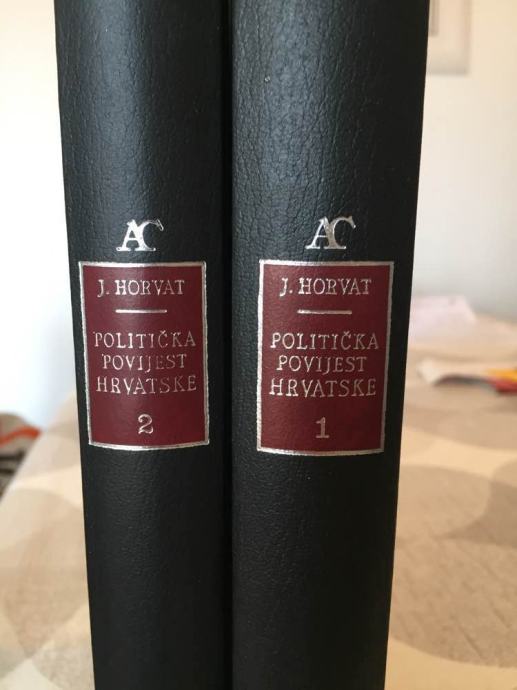 AC
J. HORVAT
POLITIČKA
POVIJEST
HRVATSKE
2
AC
J. HORVAT
POLITIČKA
POVIJEST
HRVATSKE
1